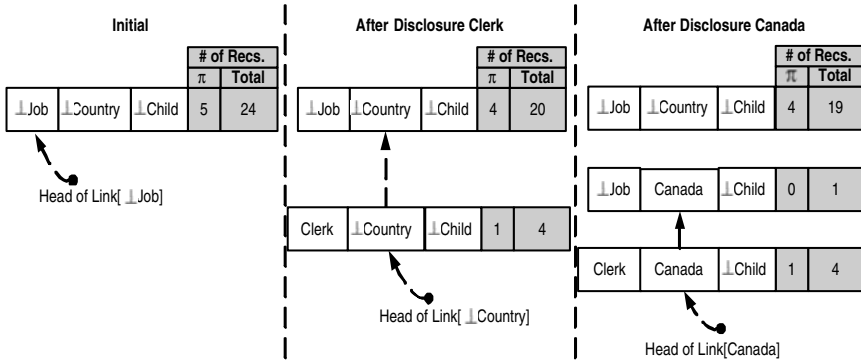 Initial
# of Recs.
π Total
⊥Job ⊥Country ⊥Child 5 24
Head of Link[ ⊥Job]
After Disclosure Clerk
# of Recs.
π Total
⊥Job ⊥Country ⊥Child 4 20
Clerk ⊥Country ⊥Child 1 4
Head of Link[ ⊥Country]
After Disclosure Canada
# of Recs.
π Total
⊥Job ⊥Country ⊥Child 4 19
⊥Job Canada ⊥Child 0 1
Clerk Canada ⊥Child 1 4
Head of Link[Canada]